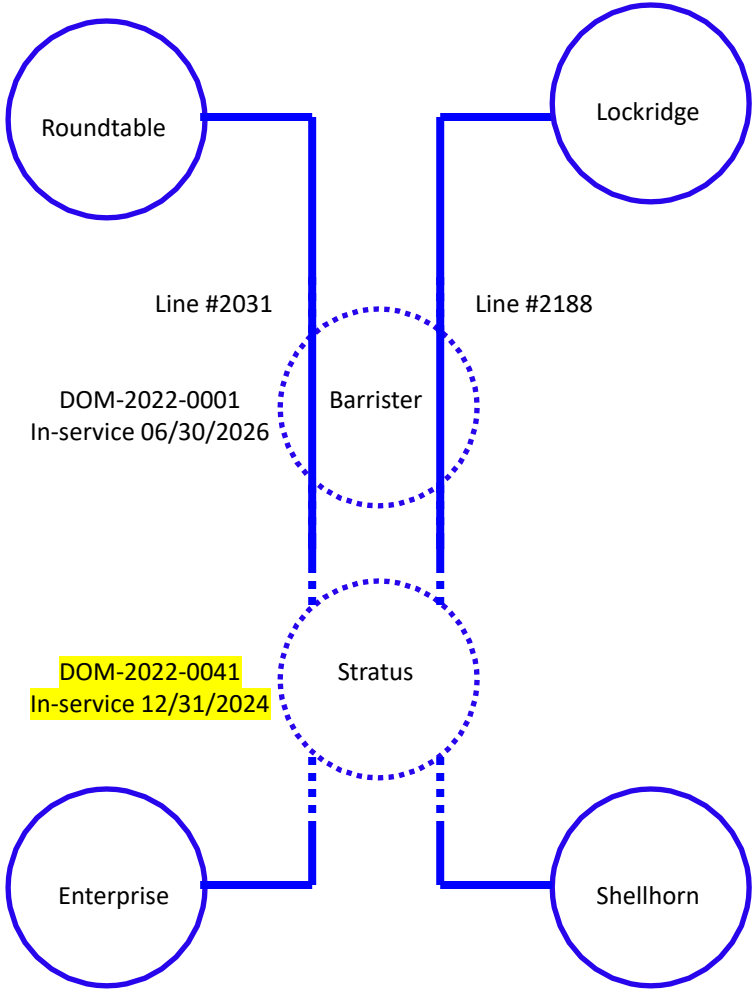 Roundtable
Lockridge
Line #2031
Line #2188
DOM-2022-0001
In-service 06/30/2026
Barrister
DOM-2022-0041
In-service 12/31/2024
Stratus
Enterprise
Shellhorn